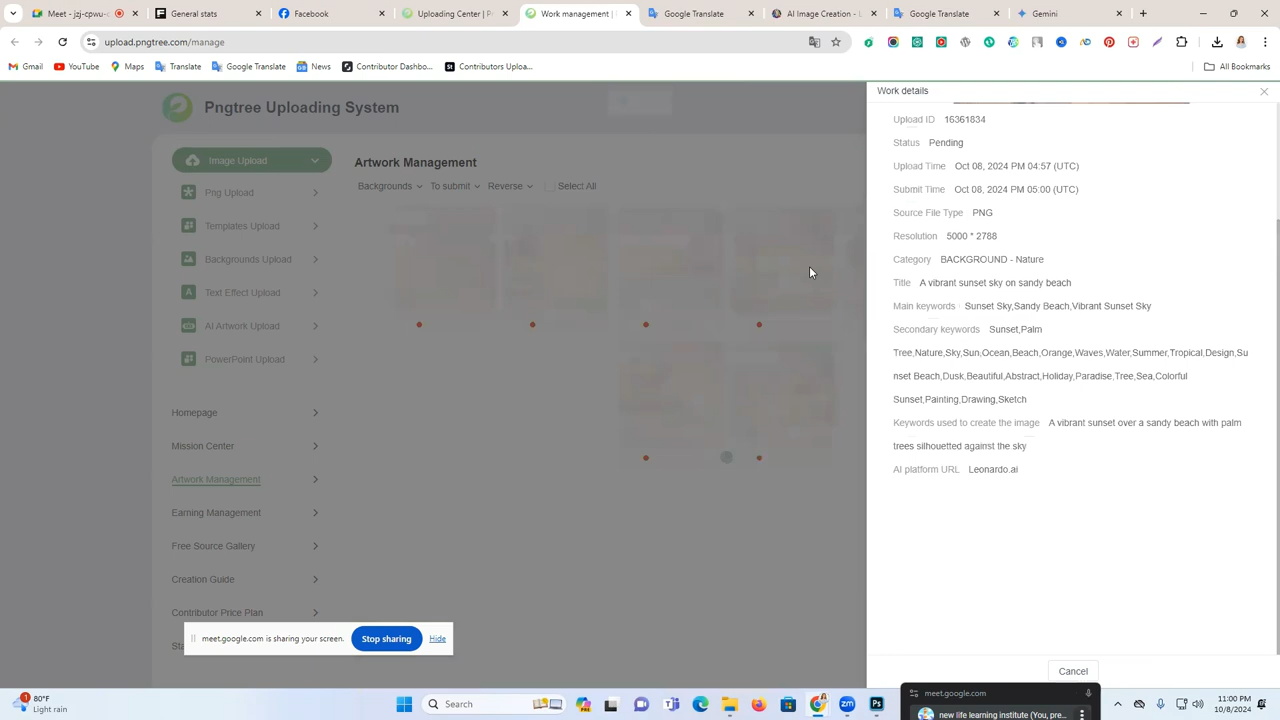 (1) Faceb
jpg4 stats
Facebook
Artwork
Work management |
Google Translate
AI Image Creation
upload.pngtree.com/manage
Gmail YouTube Maps Translate Google Translate News Contributor Dashbo... Contributors Uploa... All Bookmarks
Pngtree Uploading System
Image Upload
Png Upload
Templates Upload
Backgrounds Upload
Text Effect Upload
AI Artwork Upload
PowerPoint Upload
Homepage
Mission Center
Artwork Management
Earning Management
Free Source Gallery
Creation Guide
Contributor Price Plan
Sta
Artwork Management
Backgrounds To submit Reverse Select All
Work details
Upload ID 16361834
Status Pending
Upload Time Oct 08, 2024 PM 04:57 (UTC)
Submit Time Oct 08, 2024 PM 05:00 (UTC)
Source File Type PNG
Resolution 5000 * 2788
Category BACKGROUND - Nature
Title A vibrant sunset sky on sandy beach
Main keywords Sunset Sky,Sandy Beach,Vibrant Sunset Sky
Secondary keywords Sunset,Palm
Tree,Nature,Sky,Sun,Ocean,Beach,Orange,Waves,Water,Summer,Tropical,Design,Su
nset Beach,Dusk,Beautiful,Abstract,Holiday,Paradise,Tree,Sea,Colorful
Sunset,Painting,Drawing,Sketch
Keywords used to create the image A vibrant sunset over a sandy beach with palm
trees silhouetted against the sky
AI platform URL Leonardo.ai
Cancel
meet.google.com is sharing your screen. Stop sharing Hide
meet.google.com
new life learning institute (You, pre...
1
80°F
Light rain
Search
zm
Ps
11:00 PM
10/8/2024